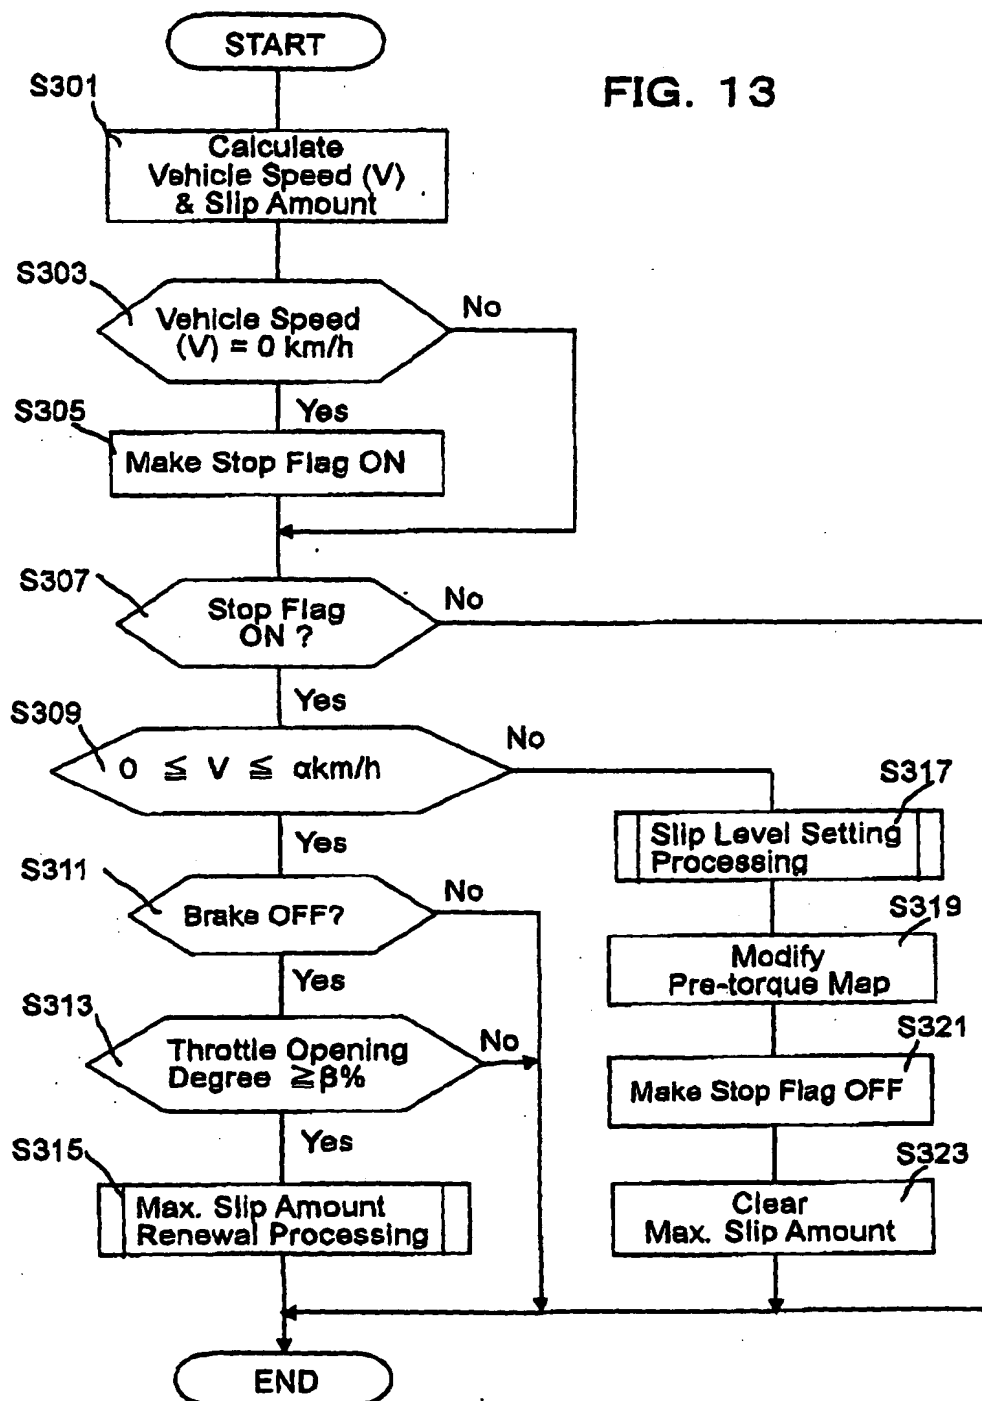 START
FIG. 13
S301
Calculate
Vehicle Speed (V)
& Slip Amount
S303
Vehicle Speed
(V) = 0 km/h
No
Yes
S305
Make Stop Flag ON
S307
Stop Flag
ON ?
No
Yes
S309
0 ≦ V ≦ αkm/h
No
Yes
S311
Brake OFF?
No
Yes
S313
Throttle Opening
Degree ≧β%
No
Yes
S315
Max. Slip Amount
Renewal Processing
S317
Slip Level Setting
Processing
S319
Modify
Pre-torque Map
S321
Make Stop Flag OFF
S323
Clear
Max. Slip Amount
END